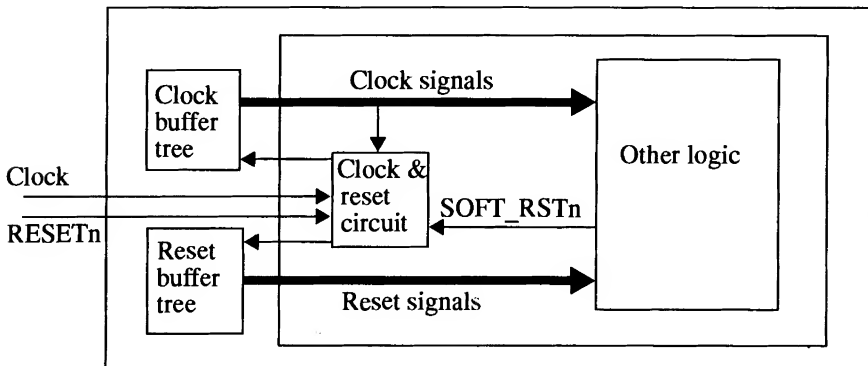 Clock signals
Clock
buffer
tree
Other logic
Clock &
reset
circuit
Clock
SOFT_RSTn
RESETn
Reset
buffer
tree
Reset signals